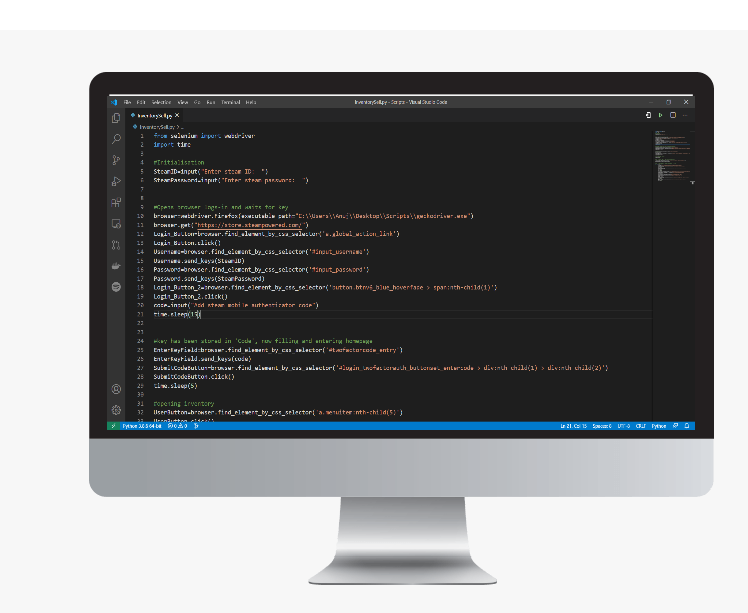 File Edit Selection View Go Run Terminal Help
InventorySell.py - Scripts - Visual Studio Code
InventorySell.py
InventorySell.py > ...
1 from selenium import webdriver
2 import time
3
4 #Initialisation
5 SteamID=input("Enter steam ID: ")
6 SteamPassword=input("Enter steam password: ")
7
8
9 #Opens browser logs-in and waits for key
10 browser=webdriver.Firefox(executable_path="C:\\Users\\Anuj\\Desktop\\Scripts\\geckodriver.exe")
11 browser.get('https://store.steampowered.com/')
12 Login_Button=browser.find_element_by_css_selector('a.global_action_link')
13 Login_Button.click()
14 Username=browser.find_element_by_css_selector('#input_username')
15 Username.send_keys(SteamID)
16 Password=browser.find_element_by_css_selector('#input_password')
17 Password.send_keys(SteamPassword)
18 Login_Button_2=browser.find_element_by_css_selector('button.btnv6_blue_hoverfade > span:nth-child(1)')
19 Login_Button_2.click()
20 code=input("Add steam mobile authenticator code")
21 time.sleep(15)
22
23
24 #key has been stored in 'Code', now filling and entering homepage
25 EnterKeyField=browser.find_element_by_css_selector('#twofactorcode_entry')
26 EnterKeyField.send_keys(code)
27 SubmitCodeButton=browser.find_element_by_css_selector('#login_twofactorauth_buttonset_entercode > div:nth-child(1) > div:nth-child(2)')
28 SubmitCodeButton.click()
29 time.sleep(5)
30
31 #opening inventory
32 UserButton=browser.find_element_by_css_selector('a.menuitem:nth-child(5)')
33 UserButton.click()
Python 3.8.6 64-bit 0 0 Ln 21, Col 15 Spaces: 8 UTF-8 CRLF Python